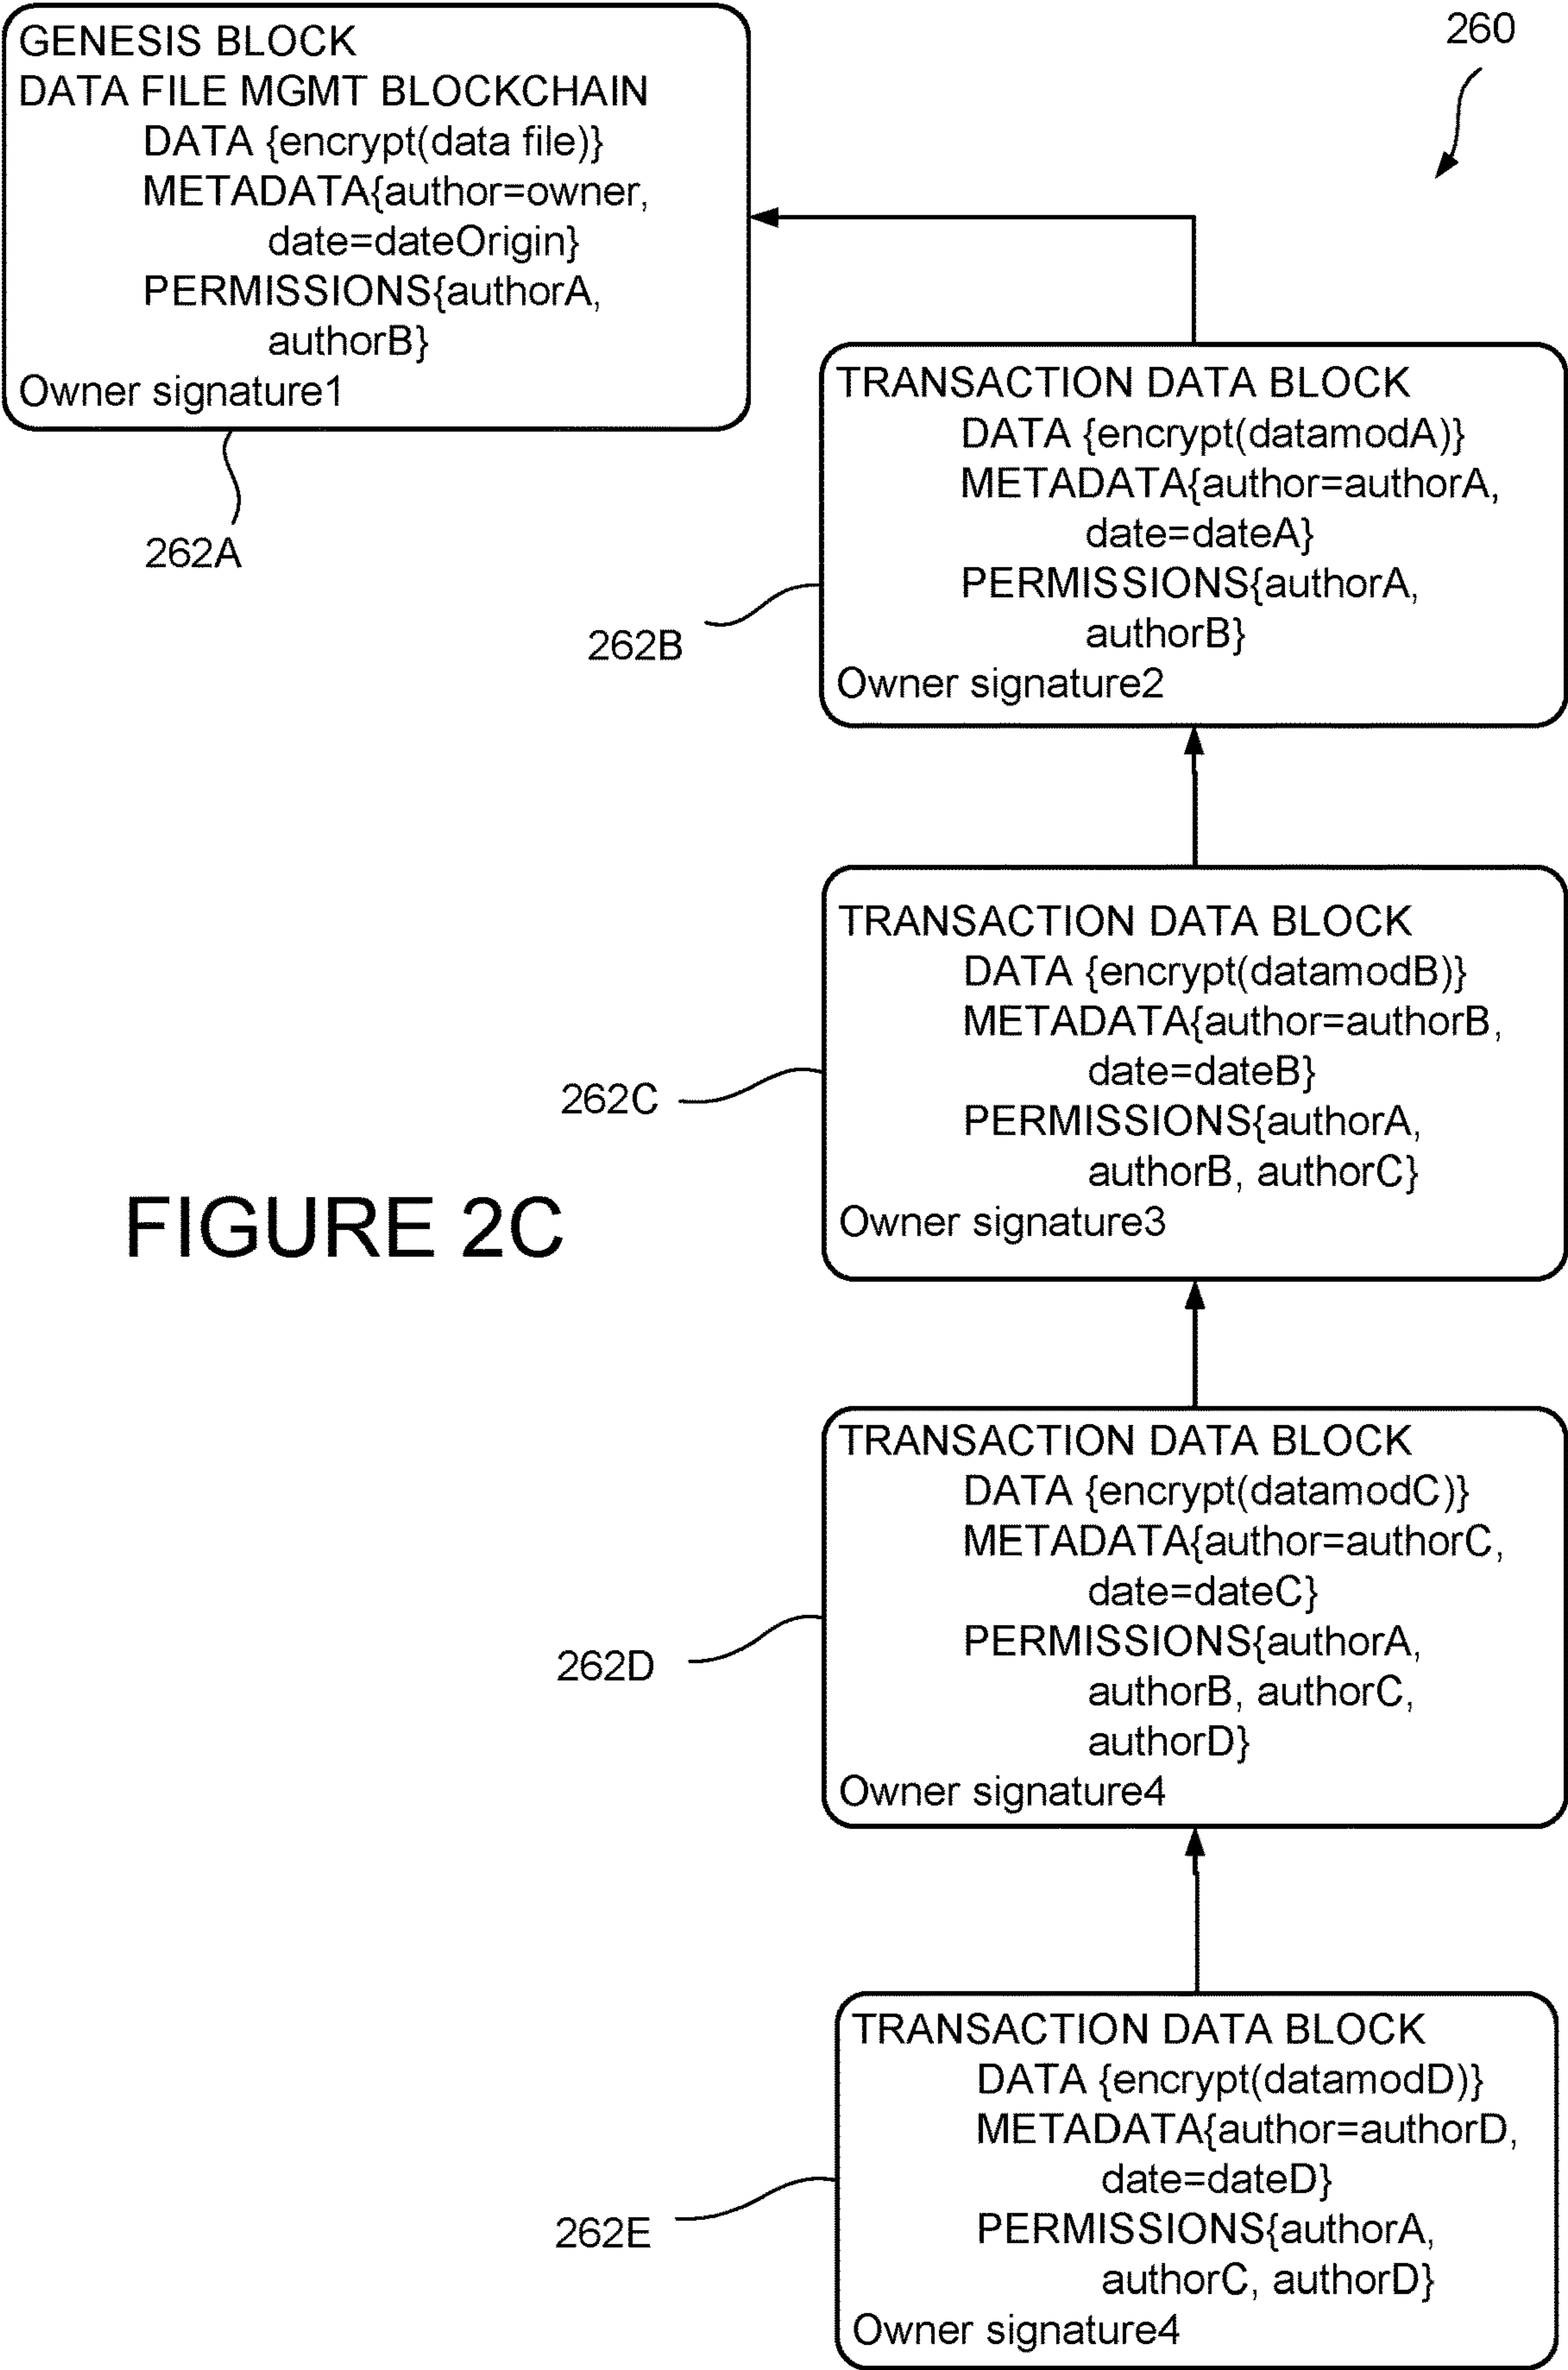 260
GENESIS BLOCK
DATA FILE MGMT BLOCKCHAIN
DATA {encrypt(data file)}
METADATA{author=owner,
date=dateOrigin}
PERMISSIONS{authorA,
authorB}
Owner signature1
262A
TRANSACTION DATA BLOCK
DATA {encrypt(datamodA)}
METADATA{author=authorA,
date=dateA}
PERMISSIONS{authorA,
authorB}
Owner signature2
262B
TRANSACTION DATA BLOCK
DATA {encrypt(datamodB)}
METADATA{author=authorB,
date=dateB}
PERMISSIONS{authorA,
authorB, authorC}
Owner signature3
262C
FIGURE 2C
TRANSACTION DATA BLOCK
DATA {encrypt(datamodC)}
METADATA{author=authorC,
date=dateC}
PERMISSIONS{authorA,
authorB, authorC,
authorD}
Owner signature4
262D
TRANSACTION DATA BLOCK
DATA {encrypt(datamodD)}
METADATA{author=authorD,
date=dateD}
PERMISSIONS{authorA,
authorC, authorD}
Owner signature4
262E